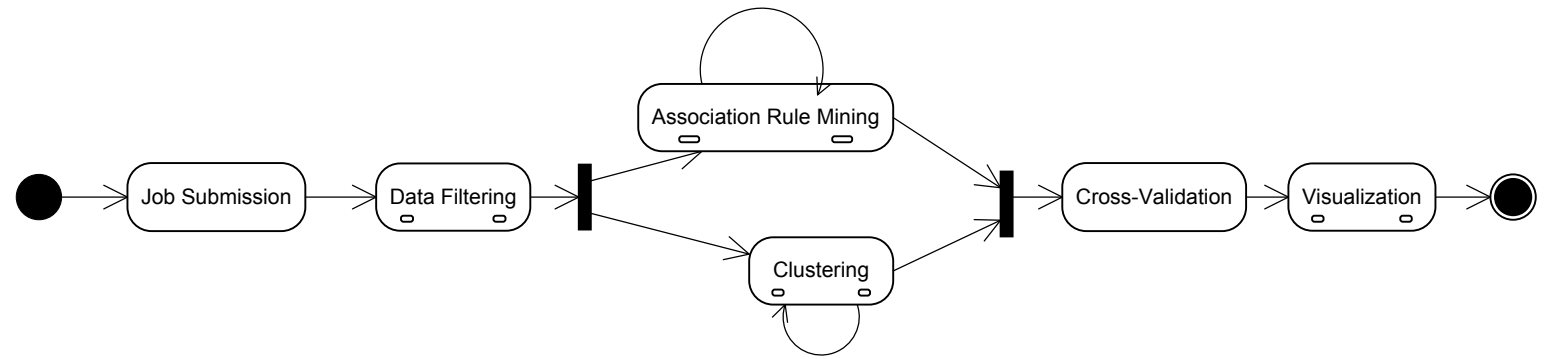 Association Rule Mining
Job Submission
Data Filtering
Cross-Validation
Visualization
Clustering